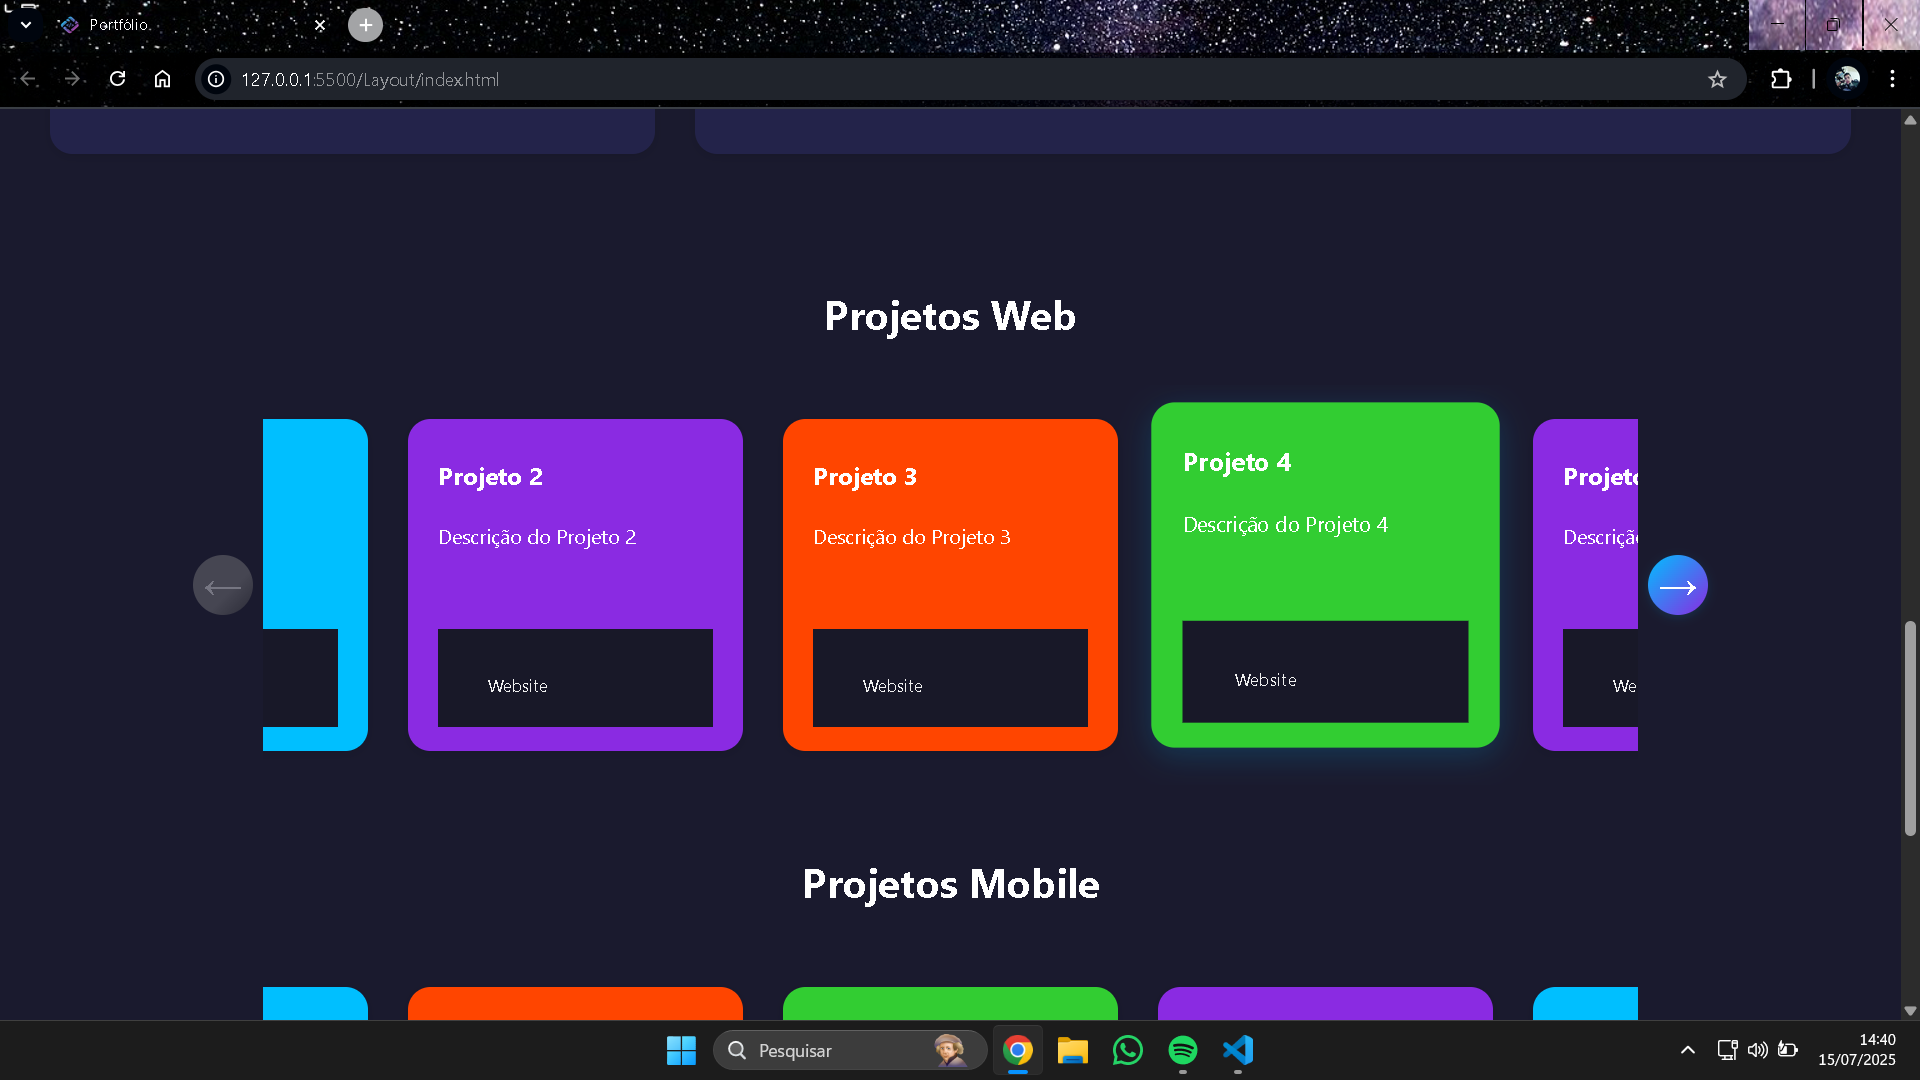 Portfólio
127.0.0.1:5500/Layout/index.html
Projetos Web
Projeto 2
Descrição do Projeto 2
Website
Projeto 3
Descrição do Projeto 3
Website
Projeto 4
Descrição do Projeto 4
Website
Projeto
Descriçã
We
Projetos Mobile
Pesquisar
14:40
15/07/2025